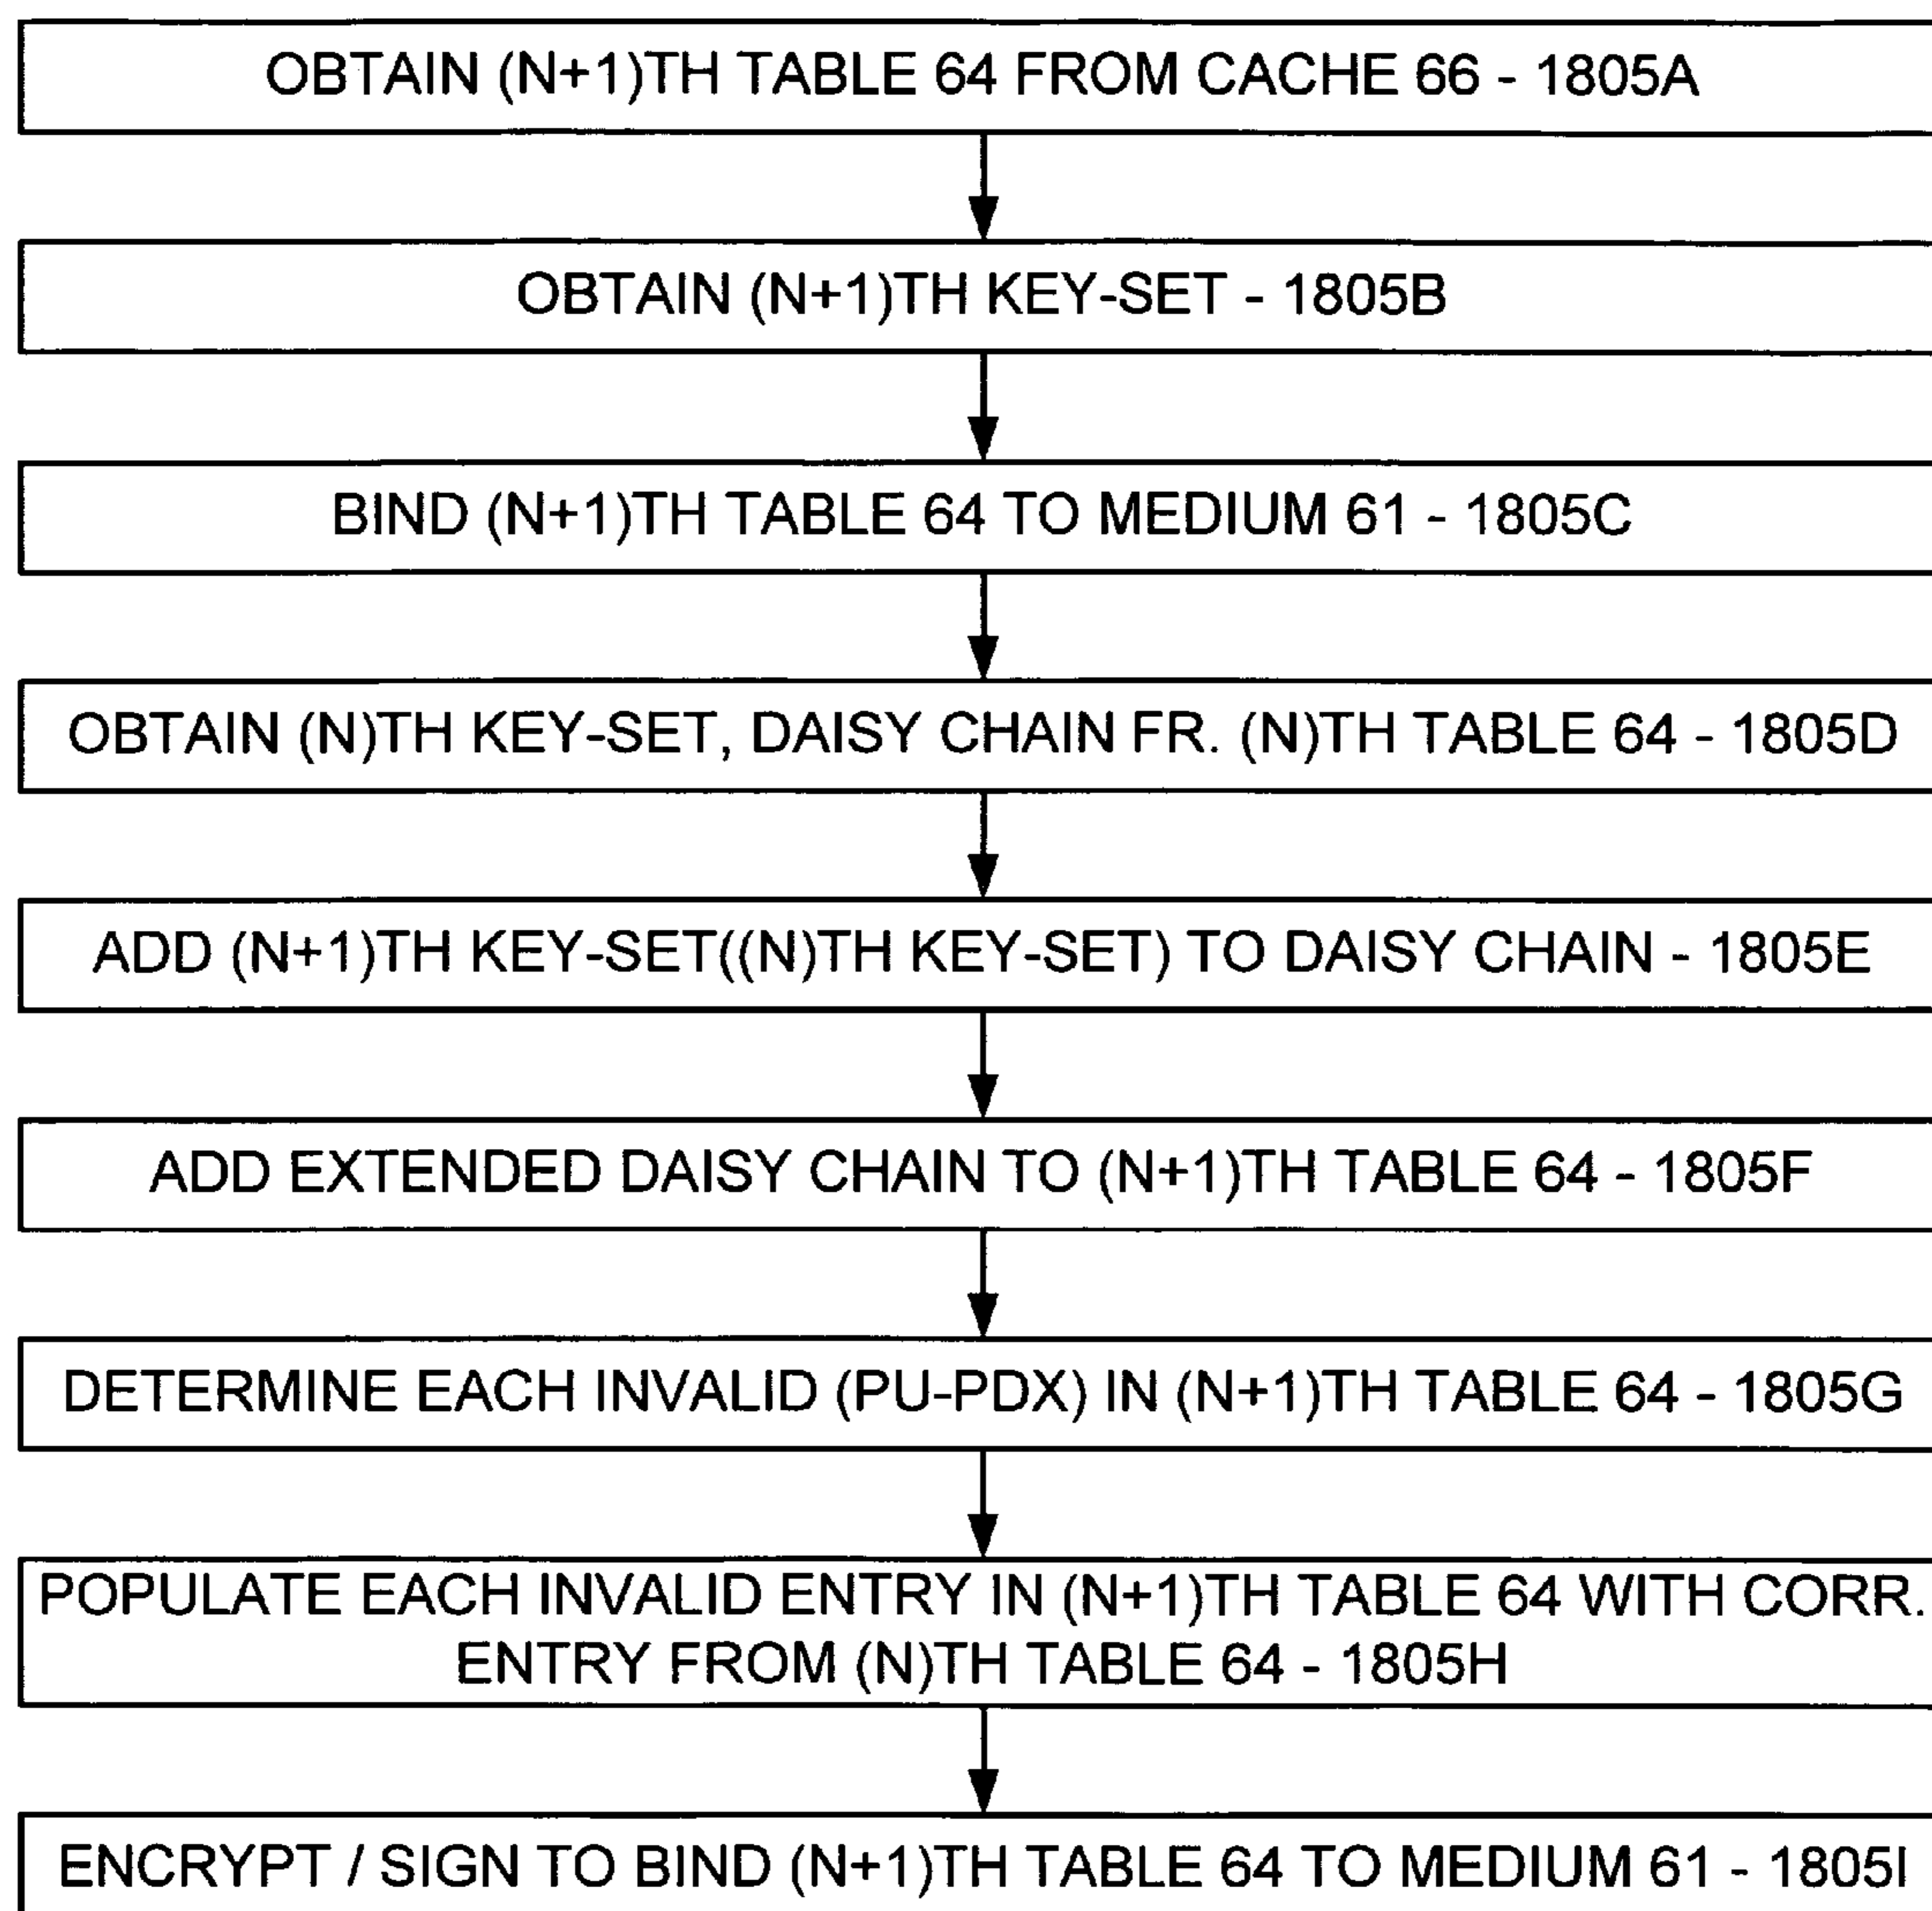 OBTAIN (N+1)TH TABLE 64 FROM CACHE 66 - 1805A
OBTAIN (N+1)TH KEY-SET - 1805B
BIND (N+1)TH TABLE 64 TO MEDIUM 61 - 1805C
OBTAIN (N)TH KEY-SET, DAISY CHAIN FR. (N)TH TABLE 64 - 1805D
ADD (N+1)TH KEY-SET((N)TH KEY-SET) TO DAISY CHAIN - 1805E
ADD EXTENDED DAISY CHAIN TO (N+1)TH TABLE 64 - 1805F
DETERMINE EACH INVALID (PU-PDX) IN (N+1)TH TABLE 64 - 1805G
POPULATE EACH INVALID ENTRY IN (N+1)TH TABLE 64 WITH CORR.
ENTRY FROM (N)TH TABLE 64 - 1805H
ENCRYPT / SIGN TO BIND (N+1)TH TABLE 64 TO MEDIUM 61 - 1805I